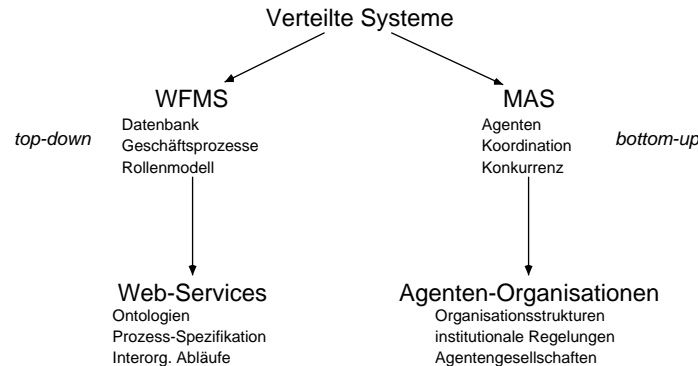 Verteilte Systeme
WFMS
Datenbank
Geschäftsprozesse
Rollenmodell
top-down
MAS
Agenten
Koordination
Konkurrenz
bottom-up
Web-Services
Ontologien
Prozess-Spezifikation
Interorg. Abläufe
Agenten-Organisationen
Organisationsstrukturen
institutionale Regelungen
Agentengesellschaften